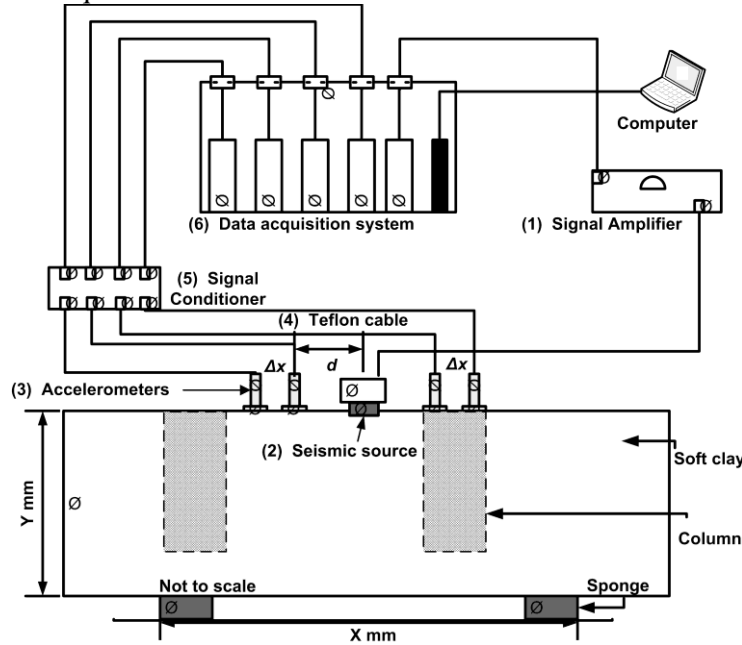 Computer
(6) Data acquisition system
(1) Signal Amplifier
(5) Signal
Conditioner
(4) Teflon cable
Δx
d
Δx
(3) Accelerometers
(2) Seismic source
Soft clay
Y mm
Column
Not to scale
Sponge
X mm